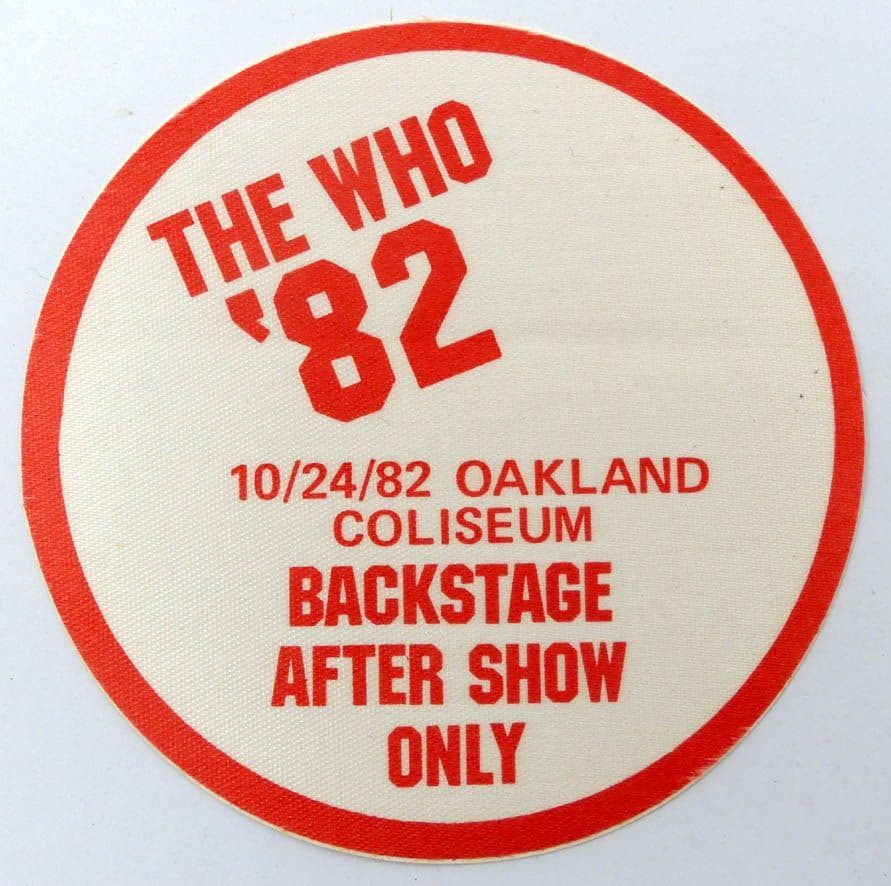 THE WHO
'82
10/24/82 OAKLAND
COLISEUM
BACKSTAGE
AFTER SHOW
ONLY